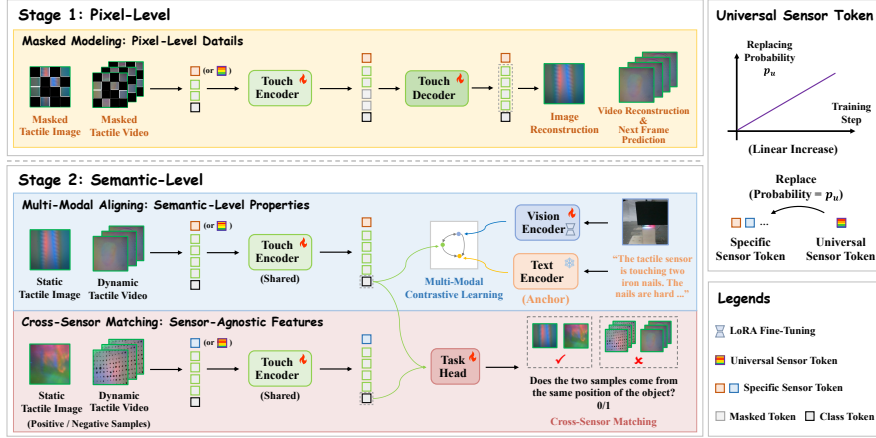 Stage 1: Pixel-Level
Masked Modeling: Pixel-Level Datails
(or )
Touch
Encoder
Touch
Decoder
Masked
Tactile Image
Masked
Tactile Video
Image
Reconstruction
Video Reconstruction
&
Next Frame
Prediction
Stage 2: Semantic-Level
Multi-Modal Aligning: Semantic-Level Properties
(or )
Touch
Encoder
(Shared)
Static
Tactile Image
Dynamic
Tactile Video
Multi-Modal
Contrastive Learning
Vision
Encoder
Text
Encoder
(Anchor)
“The tactile sensor
is touching two
iron nails. The
nails are hard ...”
Cross-Sensor Matching: Sensor-Agnostic Features
(or )
Touch
Encoder
(Shared)
Static
Tactile Image
Dynamic
Tactile Video
(Positive / Negative Samples)
Task
Head
Does the two samples come from
the same position of the object?
0/1
Cross-Sensor Matching
Universal Sensor Token
Replacing
Probability
pᵤ
Training
Step
(Linear Increase)
Replace
(Probability = pᵤ)
...
Specific
Sensor Token
Universal
Sensor Token
Legends
LoRA Fine-Tuning
Universal Sensor Token
Specific Sensor Token
Masked Token
Class Token